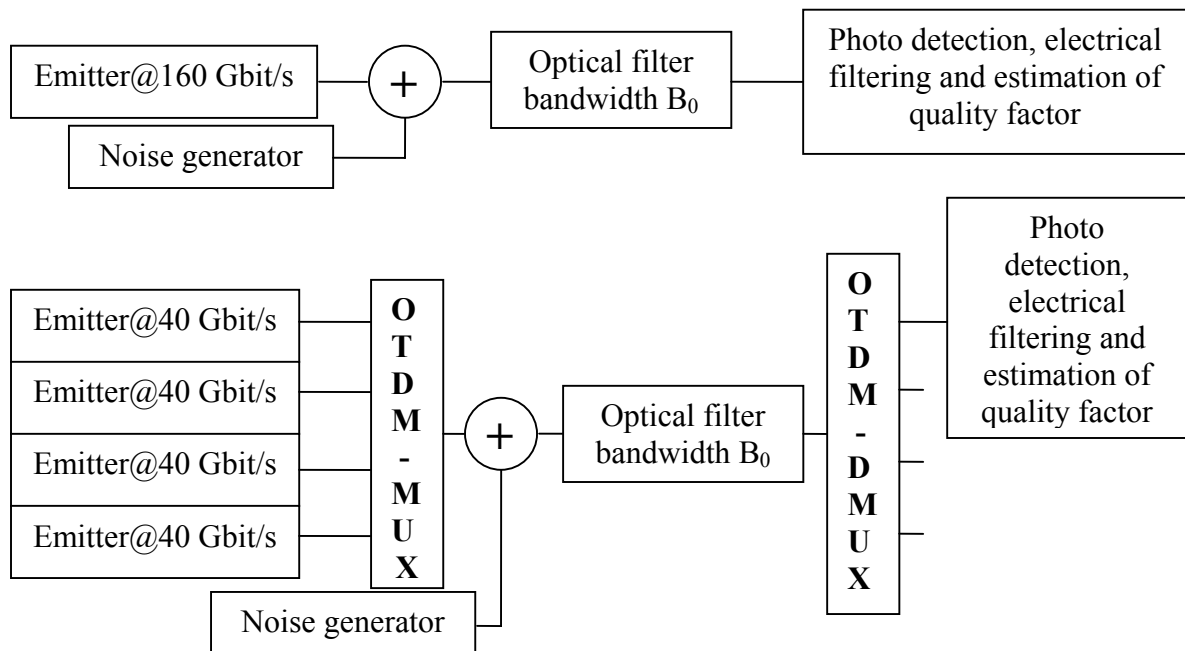 Emitter@160 Gbit/s
+
Optical filter
bandwidth B₀
Photo detection, electrical
filtering and estimation of
quality factor
Noise generator
Emitter@40 Gbit/s
Emitter@40 Gbit/s
Emitter@40 Gbit/s
Emitter@40 Gbit/s
O
T
D
M
-
M
U
X
+
Noise generator
Optical filter
bandwidth B₀
O
T
D
M
-
D
M
U
X
Photo
detection,
electrical
filtering and
estimation of
quality factor